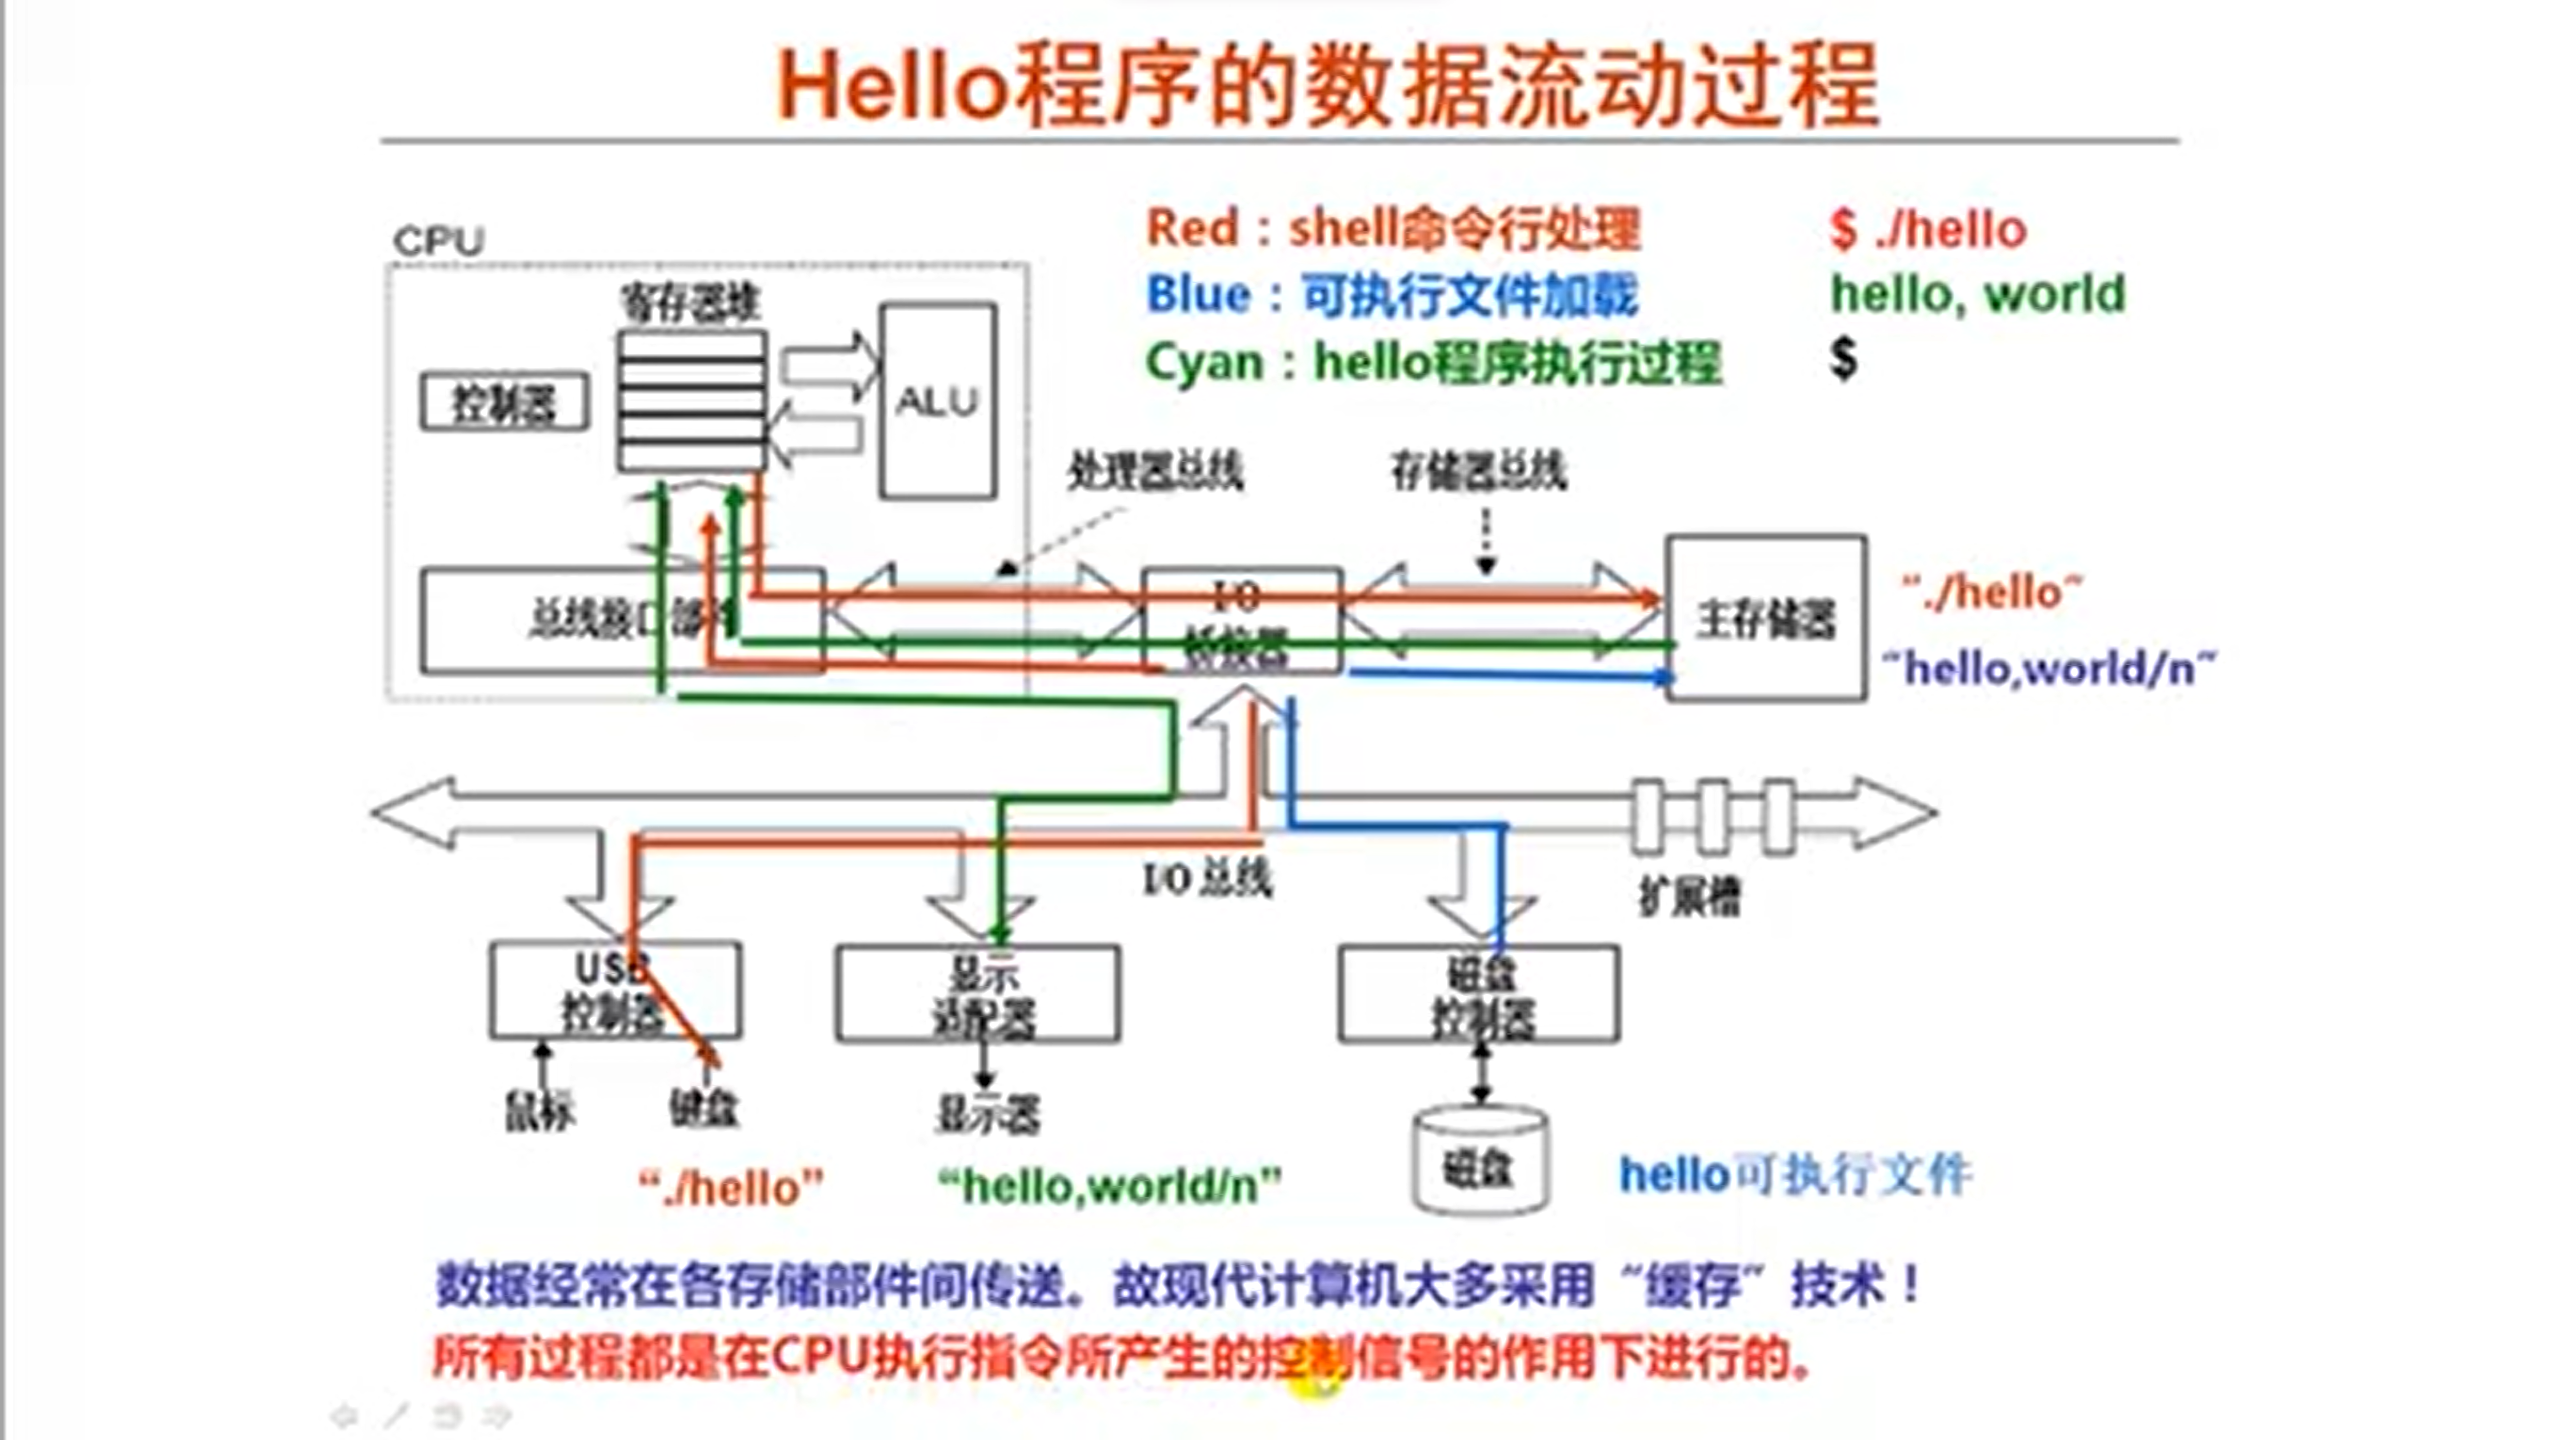 Hello程序的数据流动过程
Red：shell命令行处理
$ ./hello
Blue：可执行文件加载
hello, world
Cyan：hello程序执行过程
$
CPU
寄存器堆
控制器
ALU
处理器总线
存储器总线
总线接口部件
I/O
桥接器
主存储器
“./hello”
“hello,world/n”
I/O 总线
扩展槽
USB
控制器
显示
适配器
磁盘
控制器
鼠标
键盘
显示器
磁盘
“./hello”
“hello,world/n”
hello可执行文件
数据经常在各存储部件间传送。故现代计算机大多采用“缓存”技术！
所有过程都是在CPU执行指令所产生的控制信号的作用下进行的。